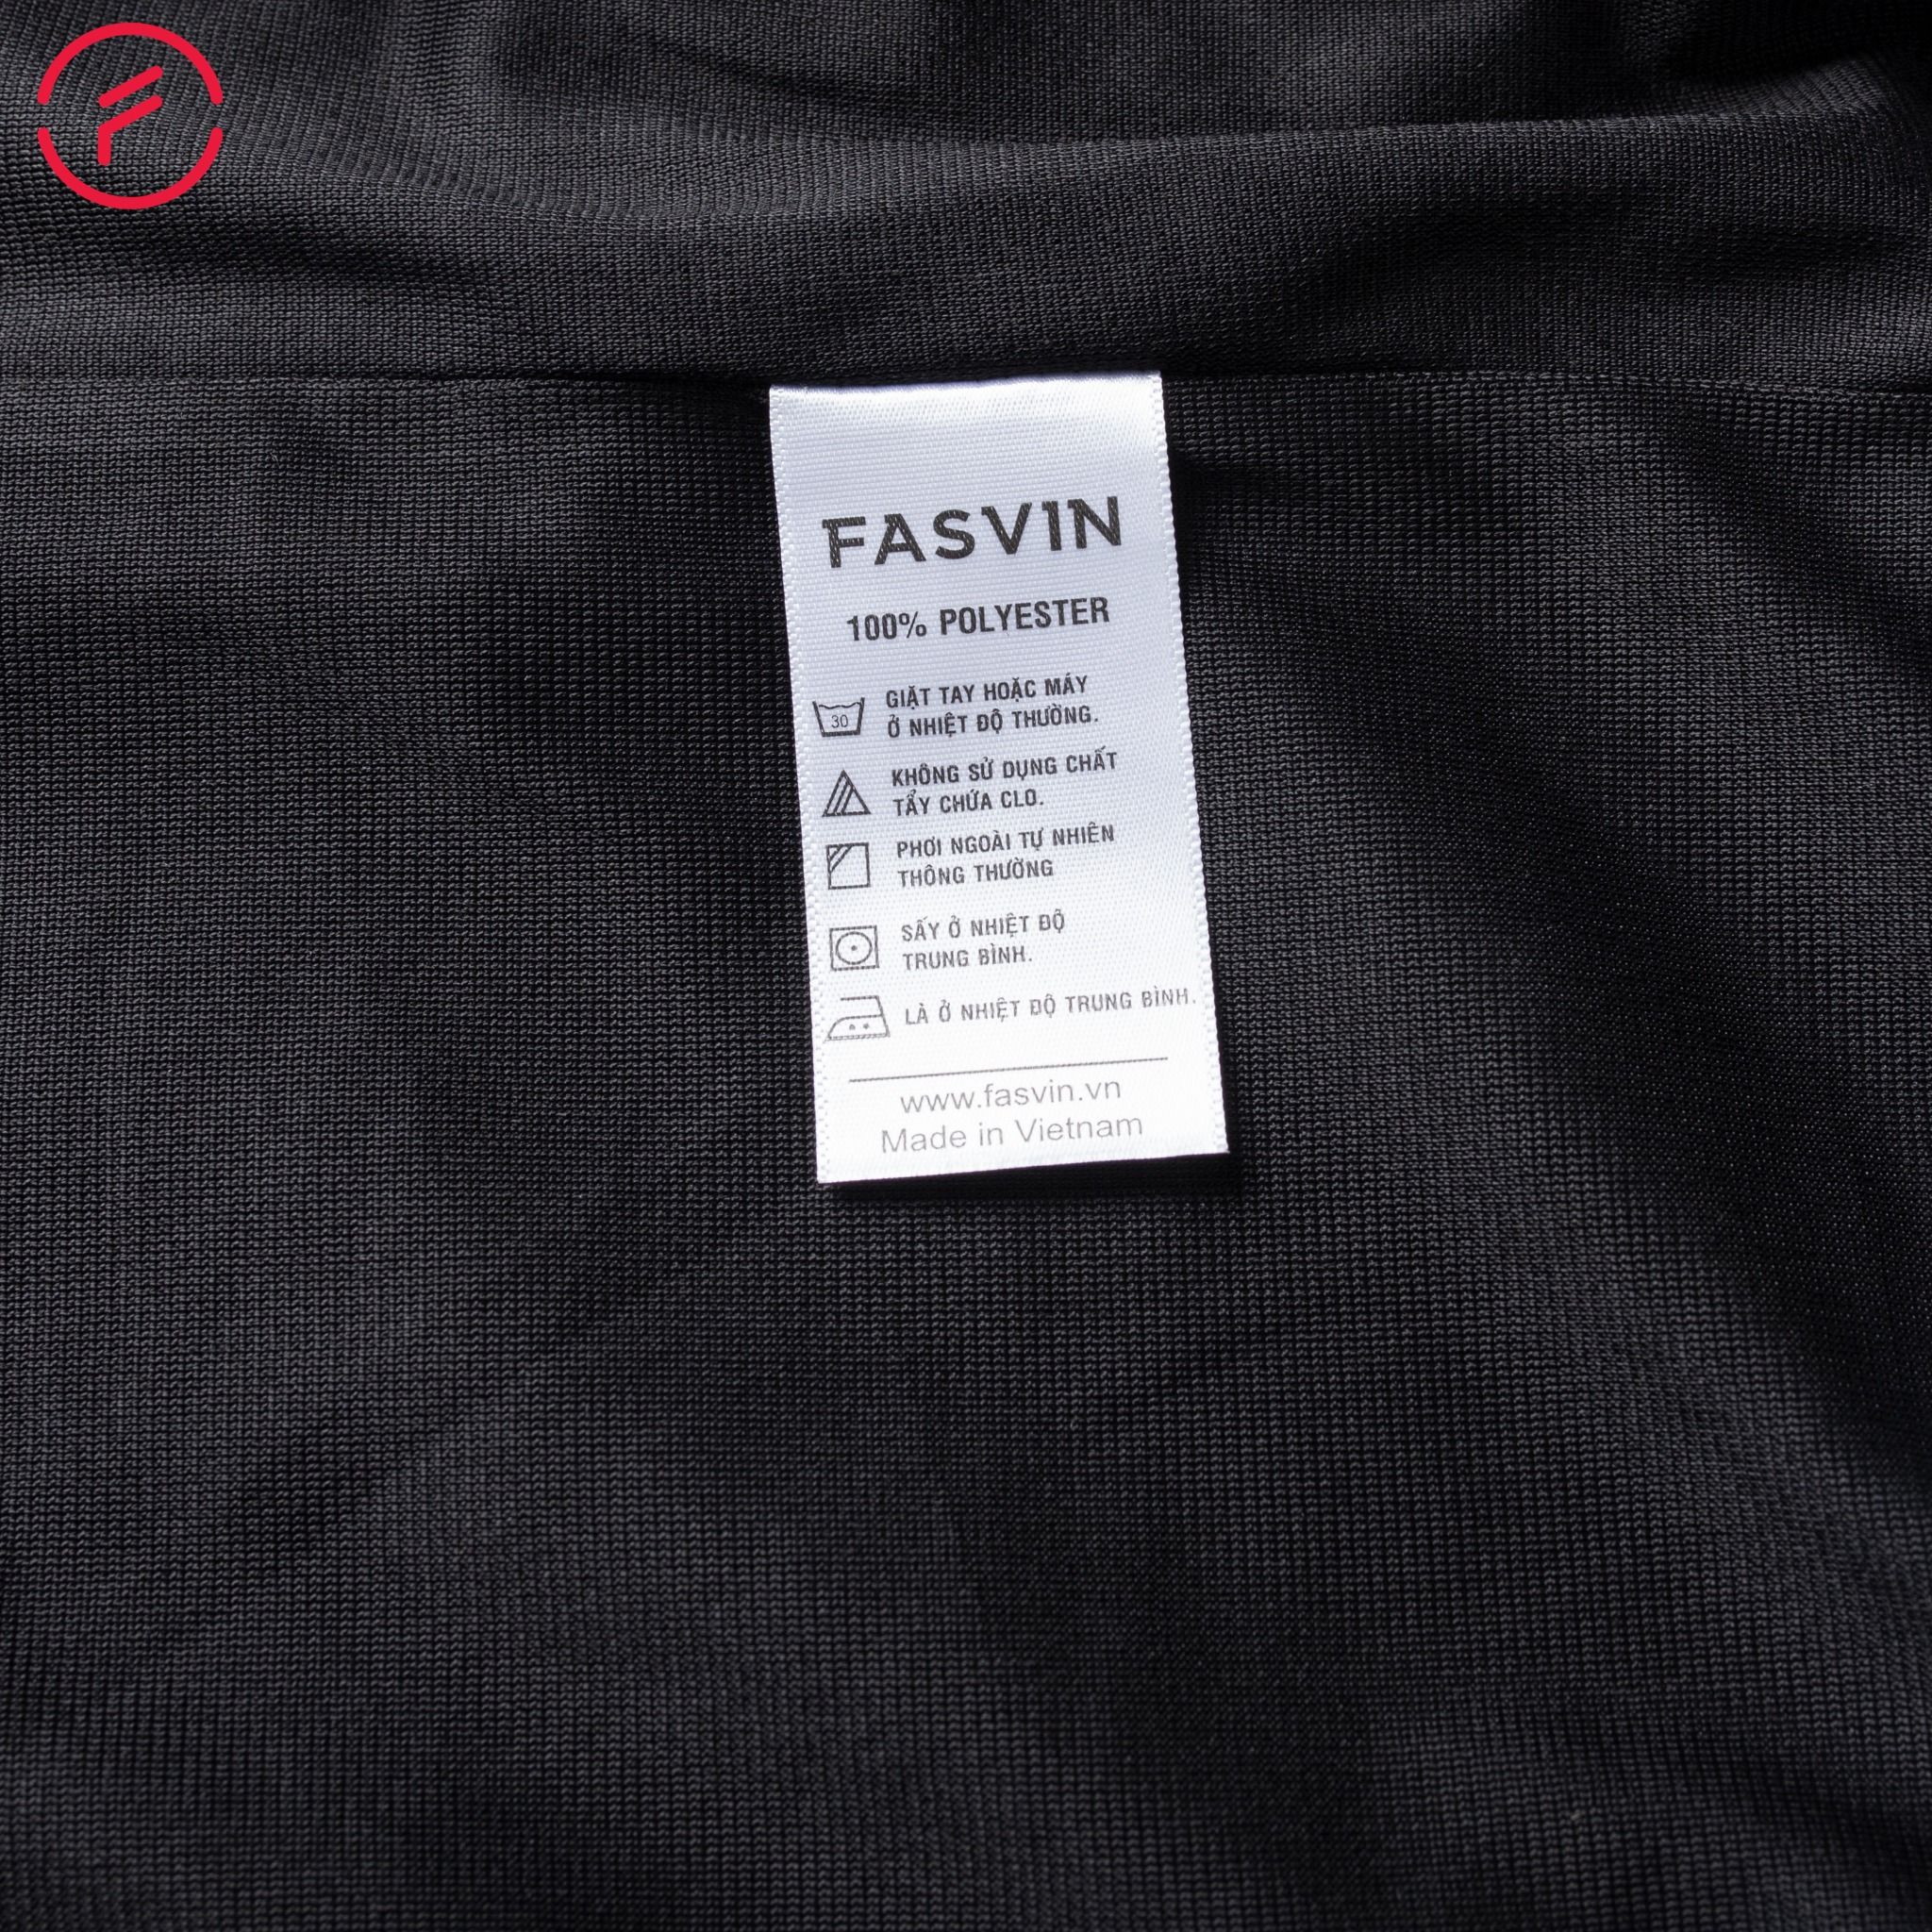 FASVIN
100% POLYESTER
30
GIẶT TAY HOẶC MÁY
Ở NHIỆT ĐỘ THƯỜNG.
KHÔNG SỬ DỤNG CHẤT
TẨY CHỨA CLO.
PHƠI NGOÀI TỰ NHIÊN
THÔNG THƯỜNG
SẤY Ở NHIỆT ĐỘ
TRUNG BÌNH.
LÀ Ở NHIỆT ĐỘ TRUNG BÌNH.
www.fasvin.vn
Made in Vietnam